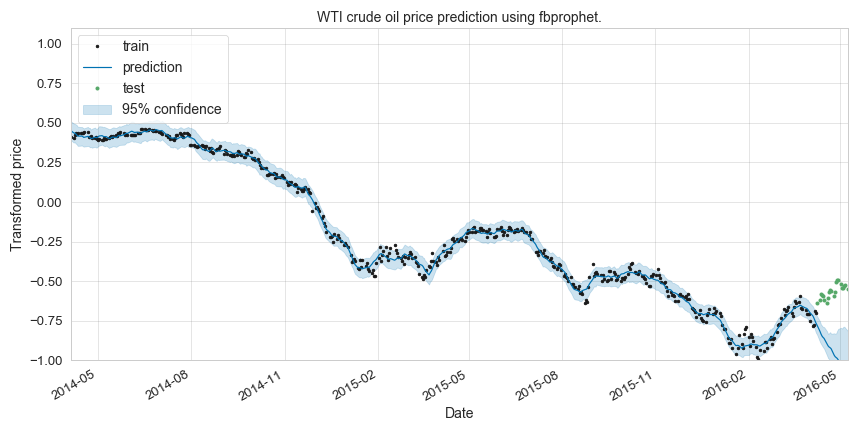 WTI crude oil price prediction using fbprophet.
train
prediction
test
95% confidence
Transformed price
1.00
0.75
0.50
0.25
0.00
−0.25
−0.50
−0.75
−1.00
2014-05
2014-08
2014-11
2015-02
2015-05
2015-08
2015-11
2016-02
2016-05
Date